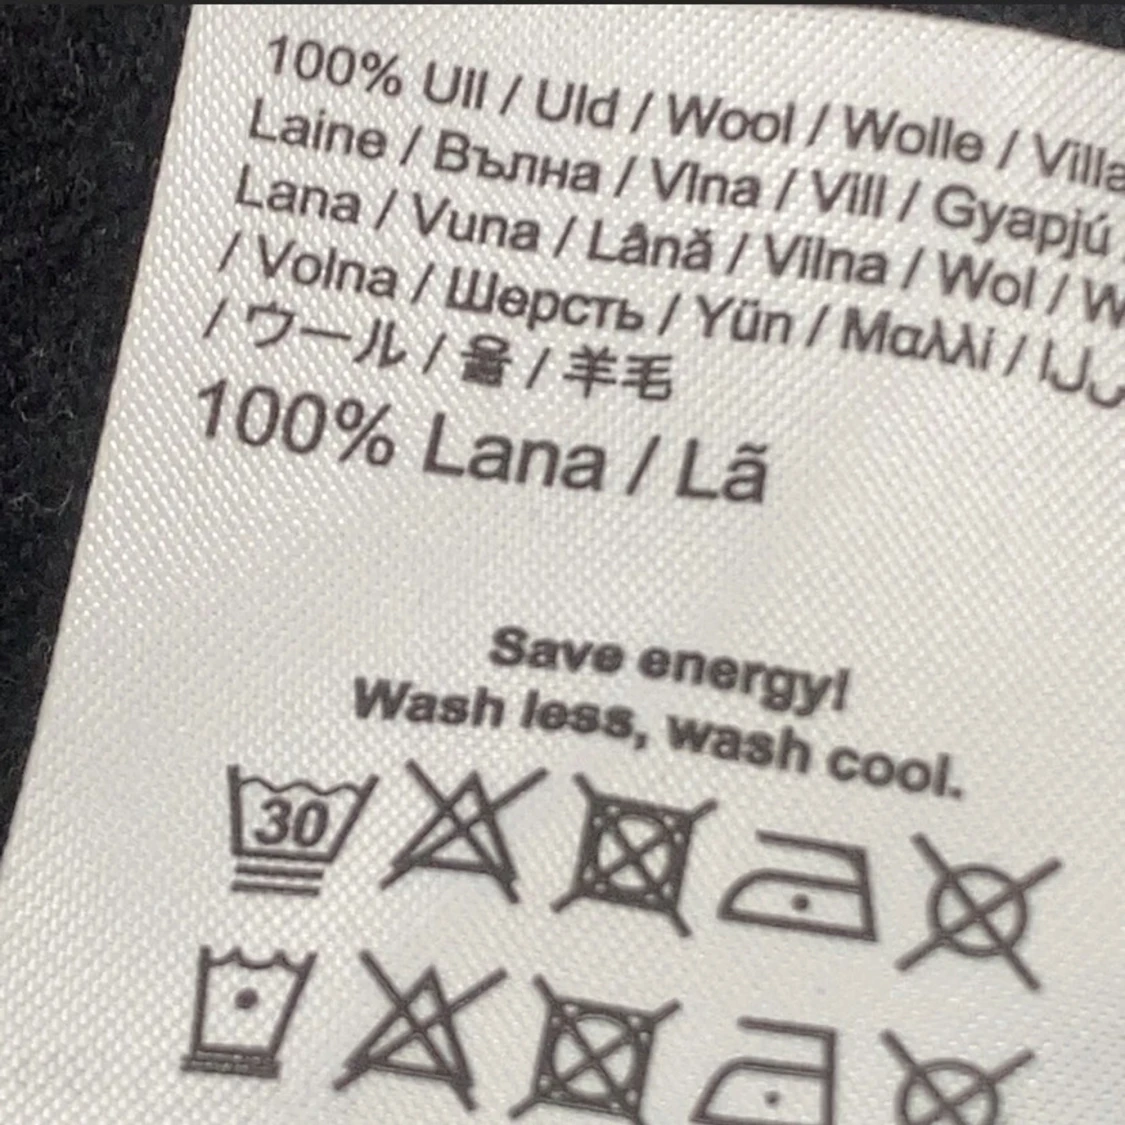 100% Ull / Uld / Wool / Wolle / Villa
Laine / Вълна / Vlna / Vill / Gyapjú /
Lana / Vuna / Lână / Vilna / Wol / W
/ Volna / Шерсть / Yün / Μαλλί /
/ ウール / 울 / 羊毛
100% Lana / Lã
Save energy!
Wash less, wash cool.
30